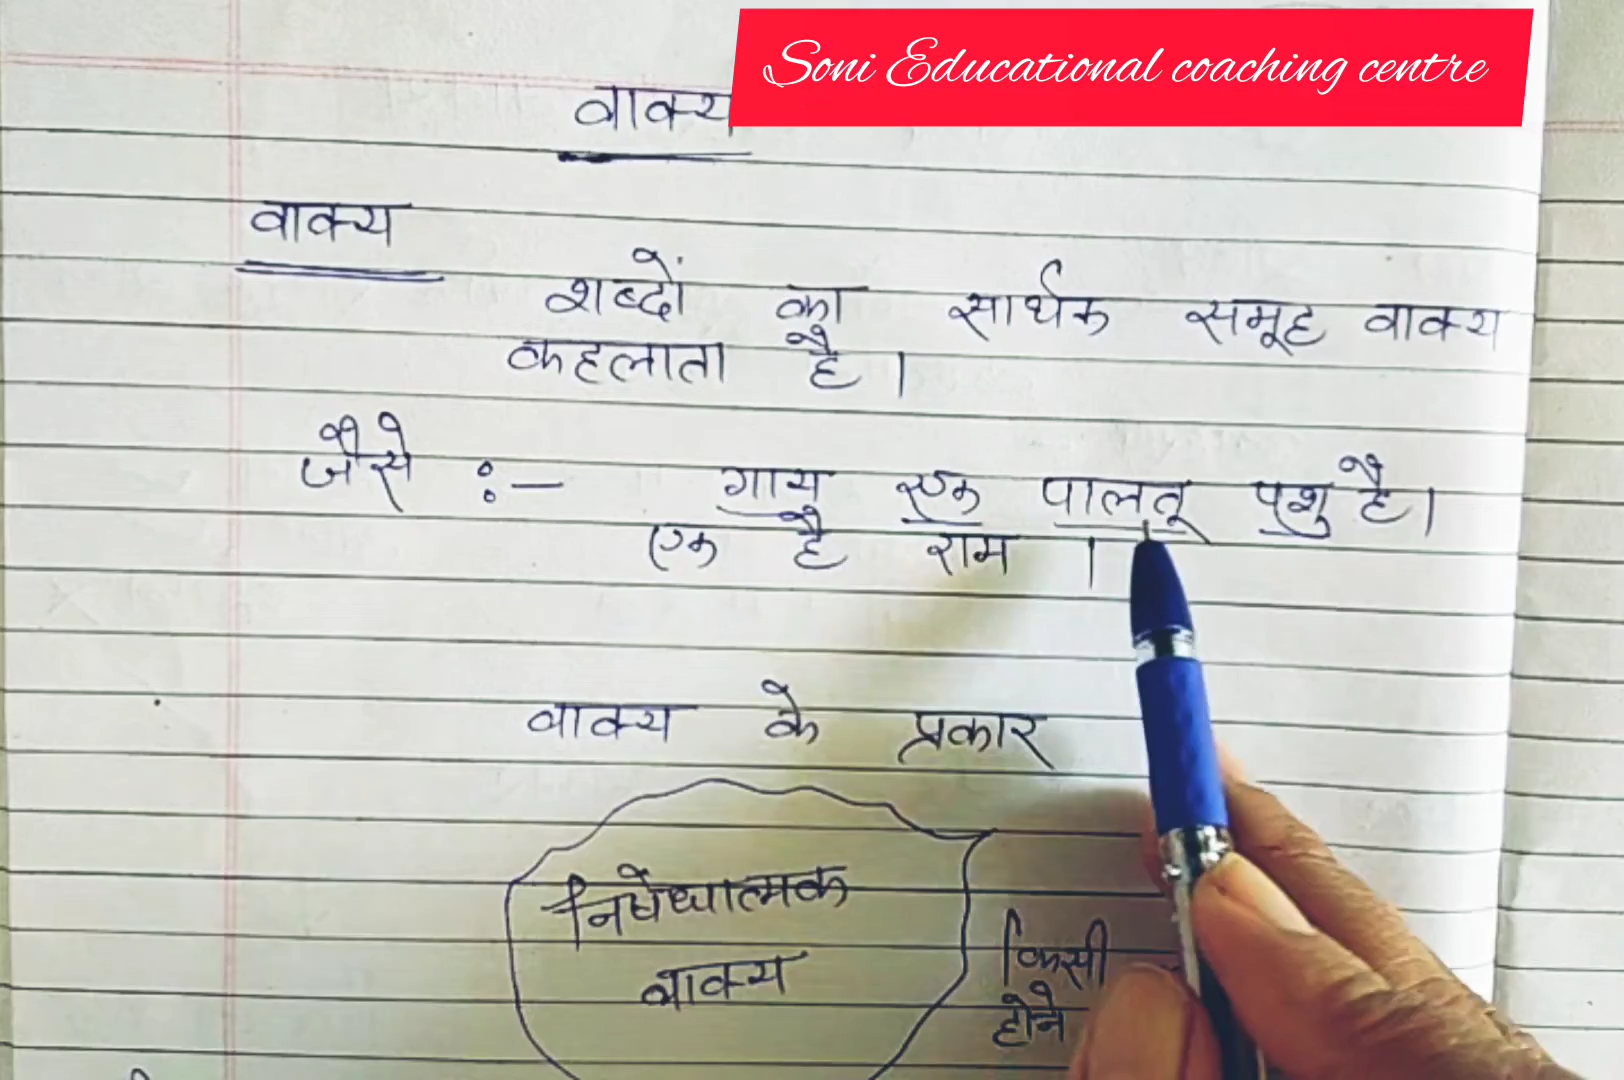 Soni Educational coaching centre
वाक्य
वाक्य
शब्दों का सार्थक समूह वाक्य
कहलाता है ।
जैसे :- गाय एक पालतू पशु है ।
एक है राम ।
वाक्य के प्रकार
निषेधात्मक
वाक्य
किसी
होने